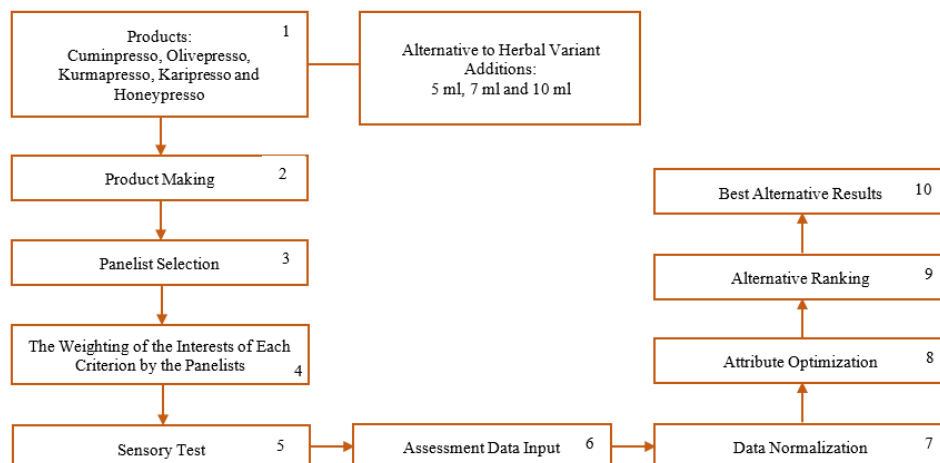 Products:
1
Cuminpresso, Olivepresso,
Kurmapresso, Karipresso and
Honeypresso
Alternative to Herbal Variant
Additions:
5 ml, 7 ml and 10 ml
Product Making
2
Panelist Selection
3
The Weighting of the Interests of Each
Criterion by the Panelists
4
Sensory Test
5
Assessment Data Input
6
Data Normalization
7
Attribute Optimization
8
Alternative Ranking
9
Best Alternative Results
10